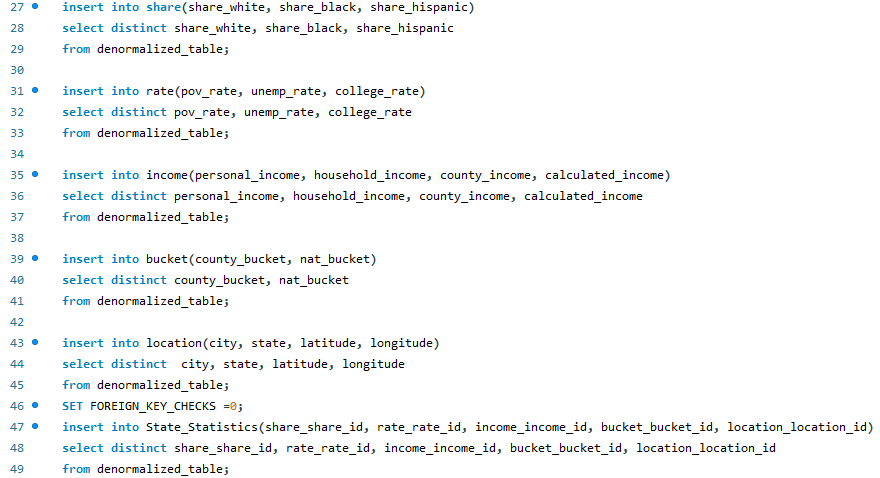 27 insert into share(share_white, share_black, share_hispanic)
28 select distinct share_white, share_black, share_hispanic
29 from denormalized_table;
30
31 insert into rate(pov_rate, unemp_rate, college_rate)
32 select distinct pov_rate, unemp_rate, college_rate
33 from denormalized_table;
34
35 insert into income(personal_income, household_income, county_income, calculated_income)
36 select distinct personal_income, household_income, county_income, calculated_income
37 from denormalized_table;
38
39 insert into bucket(county_bucket, nat_bucket)
40 select distinct county_bucket, nat_bucket
41 from denormalized_table;
42
43 insert into location(city, state, latitude, longitude)
44 select distinct  city, state, latitude, longitude
45 from denormalized_table;
46 SET FOREIGN_KEY_CHECKS =0;
47 insert into State_Statistics(share_share_id, rate_rate_id, income_income_id, bucket_bucket_id, location_location_id)
48 select distinct share_share_id, rate_rate_id, income_income_id, bucket_bucket_id, location_location_id
49 from denormalized_table;